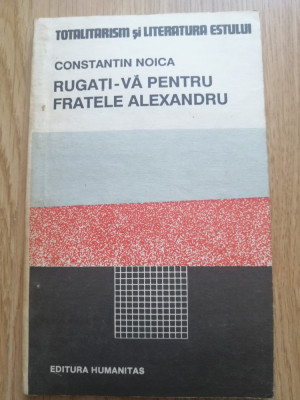 TOTALITARISM și LITERATURA ESTULUI
CONSTANTIN NOICA
RUGAȚI-VĂ PENTRU
FRATELE ALEXANDRU
EDITURA HUMANITAS